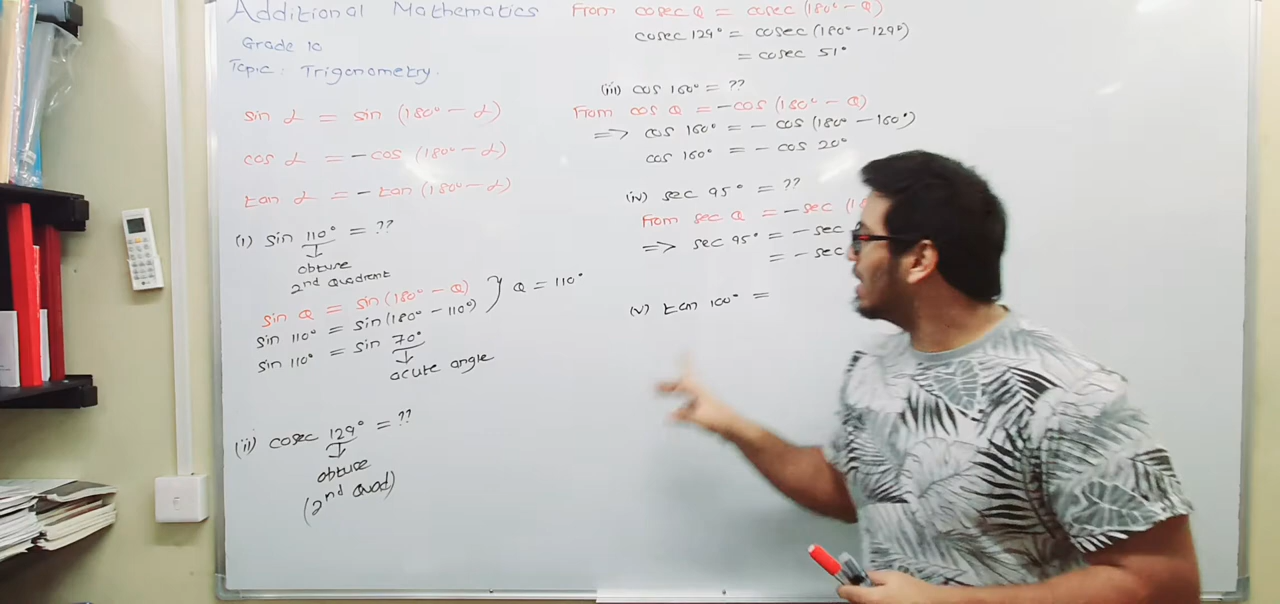 Additional Mathematics
Grade 10
Topic: Trigonometry.
sin α = sin (180° - α)
cos α = -cos (180° - α)
tan α = -tan (180° - α)
(i) sin 110° = ??
obtuse
2nd Quadrant
sin Q = sin (180° - Q)
sin 110° = sin (180° - 110°) } Q = 110°
sin 110° = sin 70°
acute angle
(ii) cosec 129° = ??
obtuse
(2nd Quad)
From cosec Q = cosec (180° - Q)
cosec 129° = cosec (180° - 129°)
= cosec 51°
(iii) cos 160° = ??
From cos Q = -cos (180° - Q)
=> cos 160° = - cos (180° - 160°)
cos 160° = - cos 20°
(iv) sec 95° = ??
From sec Q = -sec
=> sec 95° = - sec
= - sec
(v) tan 100° =